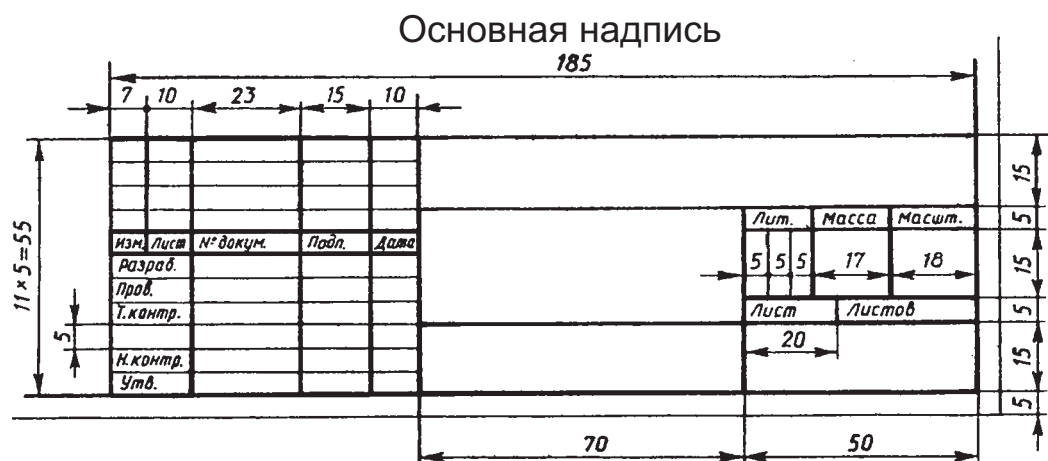 Основная надпись
185
7 10 23 15 10
15
Лит. Масса Масшт.
5
Изм. Лист № докум. Подп. Дата
11×5=55
Разраб.
5 5 5 17 18
15
Пров.
Т.контр.
Лист Листов
5
5
20
15
Н.контр.
Утв.
5
70 50